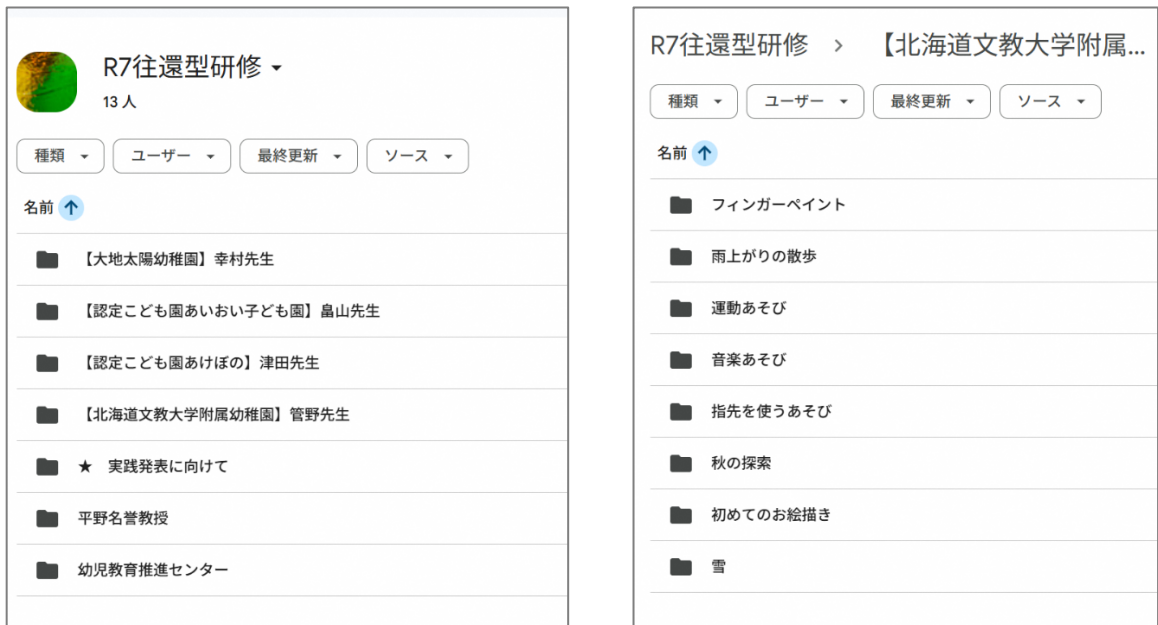 R7往還型研修
13 人
種類
ユーザー
最終更新
ソース
名前
【大地太陽幼稚園】幸村先生
【認定こども園あいおい子ども園】畠山先生
【認定こども園あけぼの】津田先生
【北海道文教大学附属幼稚園】管野先生
★　実践発表に向けて
平野名誉教授
幼児教育推進センター
R7往還型研修 › 【北海道文教大学附属...
種類
ユーザー
最終更新
ソース
名前
フィンガーペイント
雨上がりの散歩
運動あそび
音楽あそび
指先を使うあそび
秋の探索
初めてのお絵描き
雪